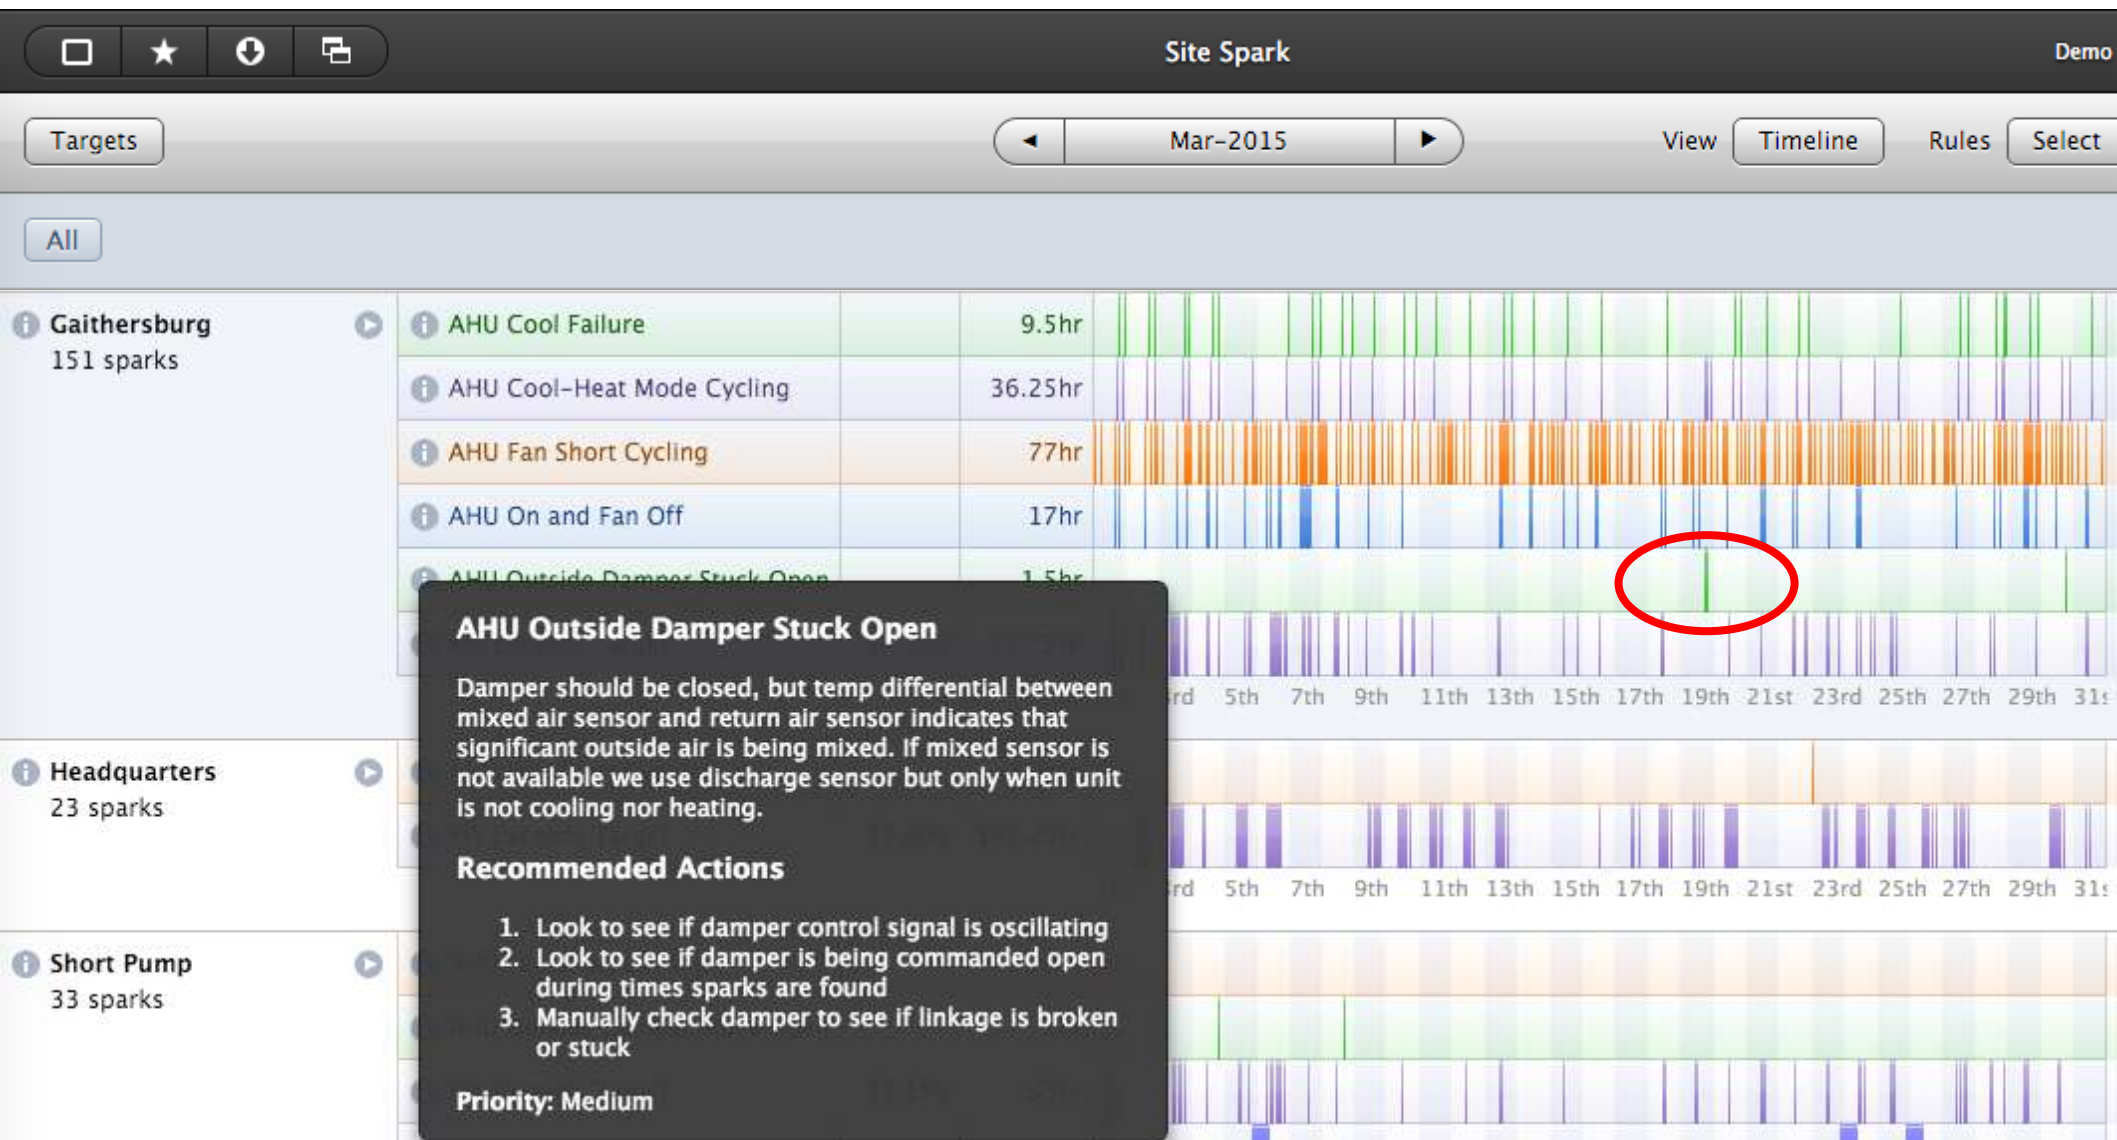 Site Spark
Demo
Targets
Mar-2015
View Timeline Rules Select
All
Gaithersburg
151 sparks
AHU Cool Failure 9.5hr
AHU Cool-Heat Mode Cycling 36.25hr
AHU Fan Short Cycling 77hr
AHU On and Fan Off 17hr
AHU Outside Damper Stuck Open 1.5hr
AHU Outside Damper Stuck Open
Damper should be closed, but temp differential between
mixed air sensor and return air sensor indicates that
significant outside air is being mixed. If mixed sensor is
not available we use discharge sensor but only when unit
is not cooling nor heating.
Recommended Actions
1. Look to see if damper control signal is oscillating
2. Look to see if damper is being commanded open
during times sparks are found
3. Manually check damper to see if linkage is broken
or stuck
Priority: Medium
rd 5th 7th 9th 11th 13th 15th 17th 19th 21st 23rd 25th 27th 29th 31s
Headquarters
23 sparks
rd 5th 7th 9th 11th 13th 15th 17th 19th 21st 23rd 25th 27th 29th 31s
Short Pump
33 sparks